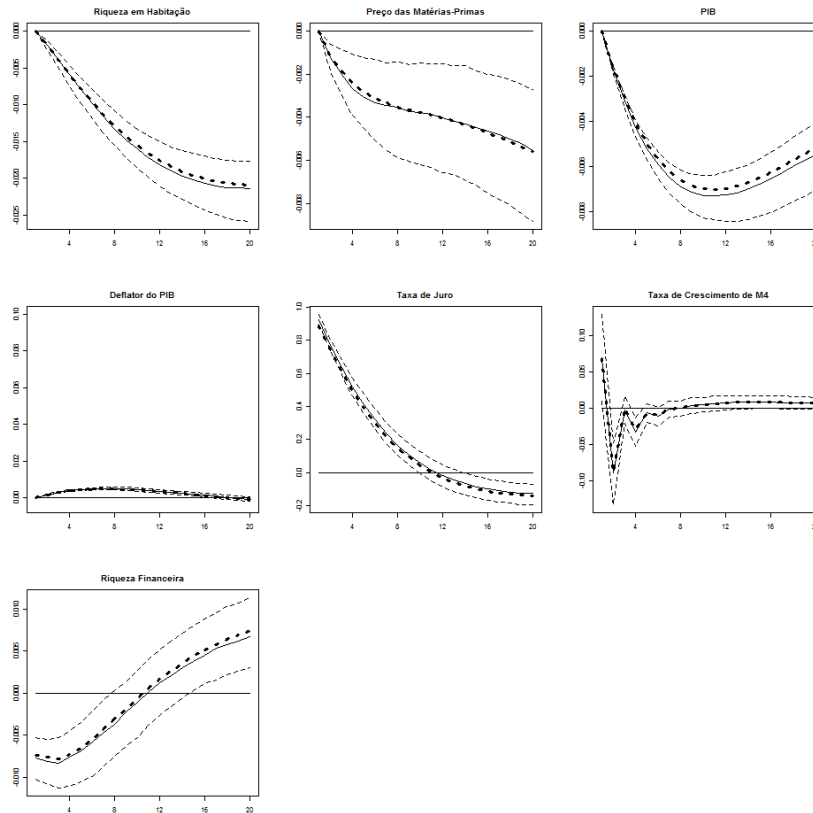 Riqueza em Habitação
0.000
-0.005
-0.010
-0.015
-0.020
-0.025
4 8 12 16 20
Preço das Matérias-Primas
0.000
-0.002
-0.004
-0.006
-0.008
4 8 12 16 20
PIB
0.000
-0.002
-0.004
-0.006
-0.008
4 8 12 16
Deflator do PIB
0.10
0.08
0.06
0.04
0.02
0.00
4 8 12 16 20
Taxa de Juro
1.0
0.8
0.6
0.4
0.2
0.0
-0.2
4 8 12 16 20
Taxa de Crescimento de M4
0.10
0.05
0.00
-0.05
-0.10
4 8 12 16
Riqueza Financeira
0.010
0.005
0.000
-0.005
-0.010
4 8 12 16 20